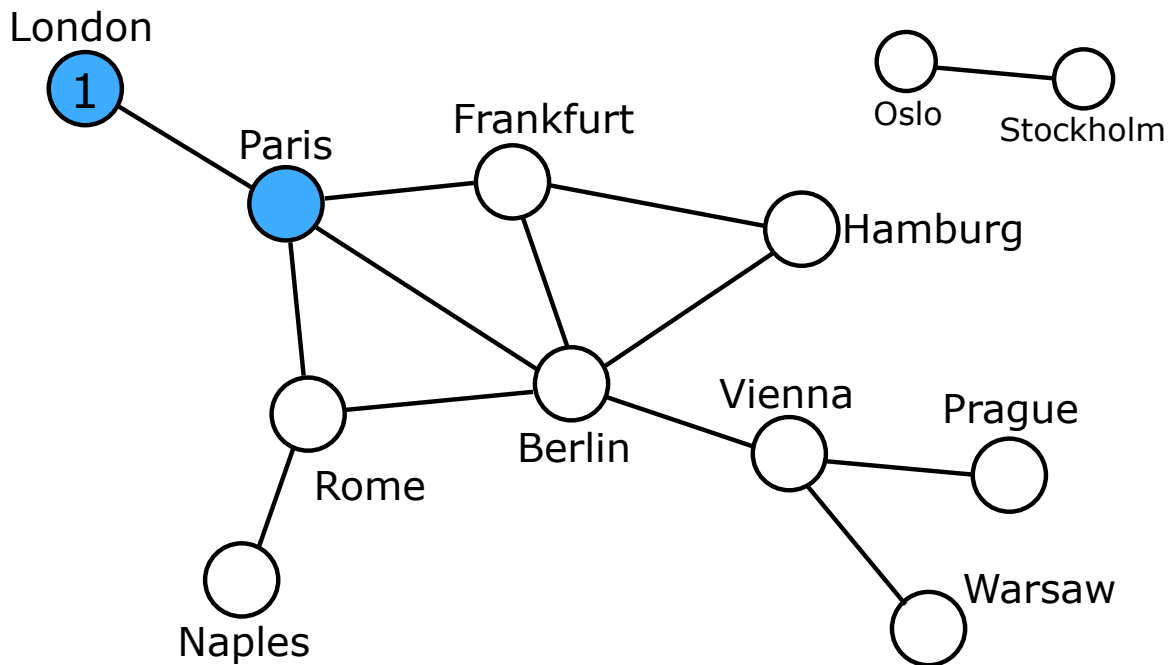 London
1
Paris
Frankfurt
Oslo
Stockholm
Hamburg
Rome
Berlin
Vienna
Prague
Naples
Warsaw